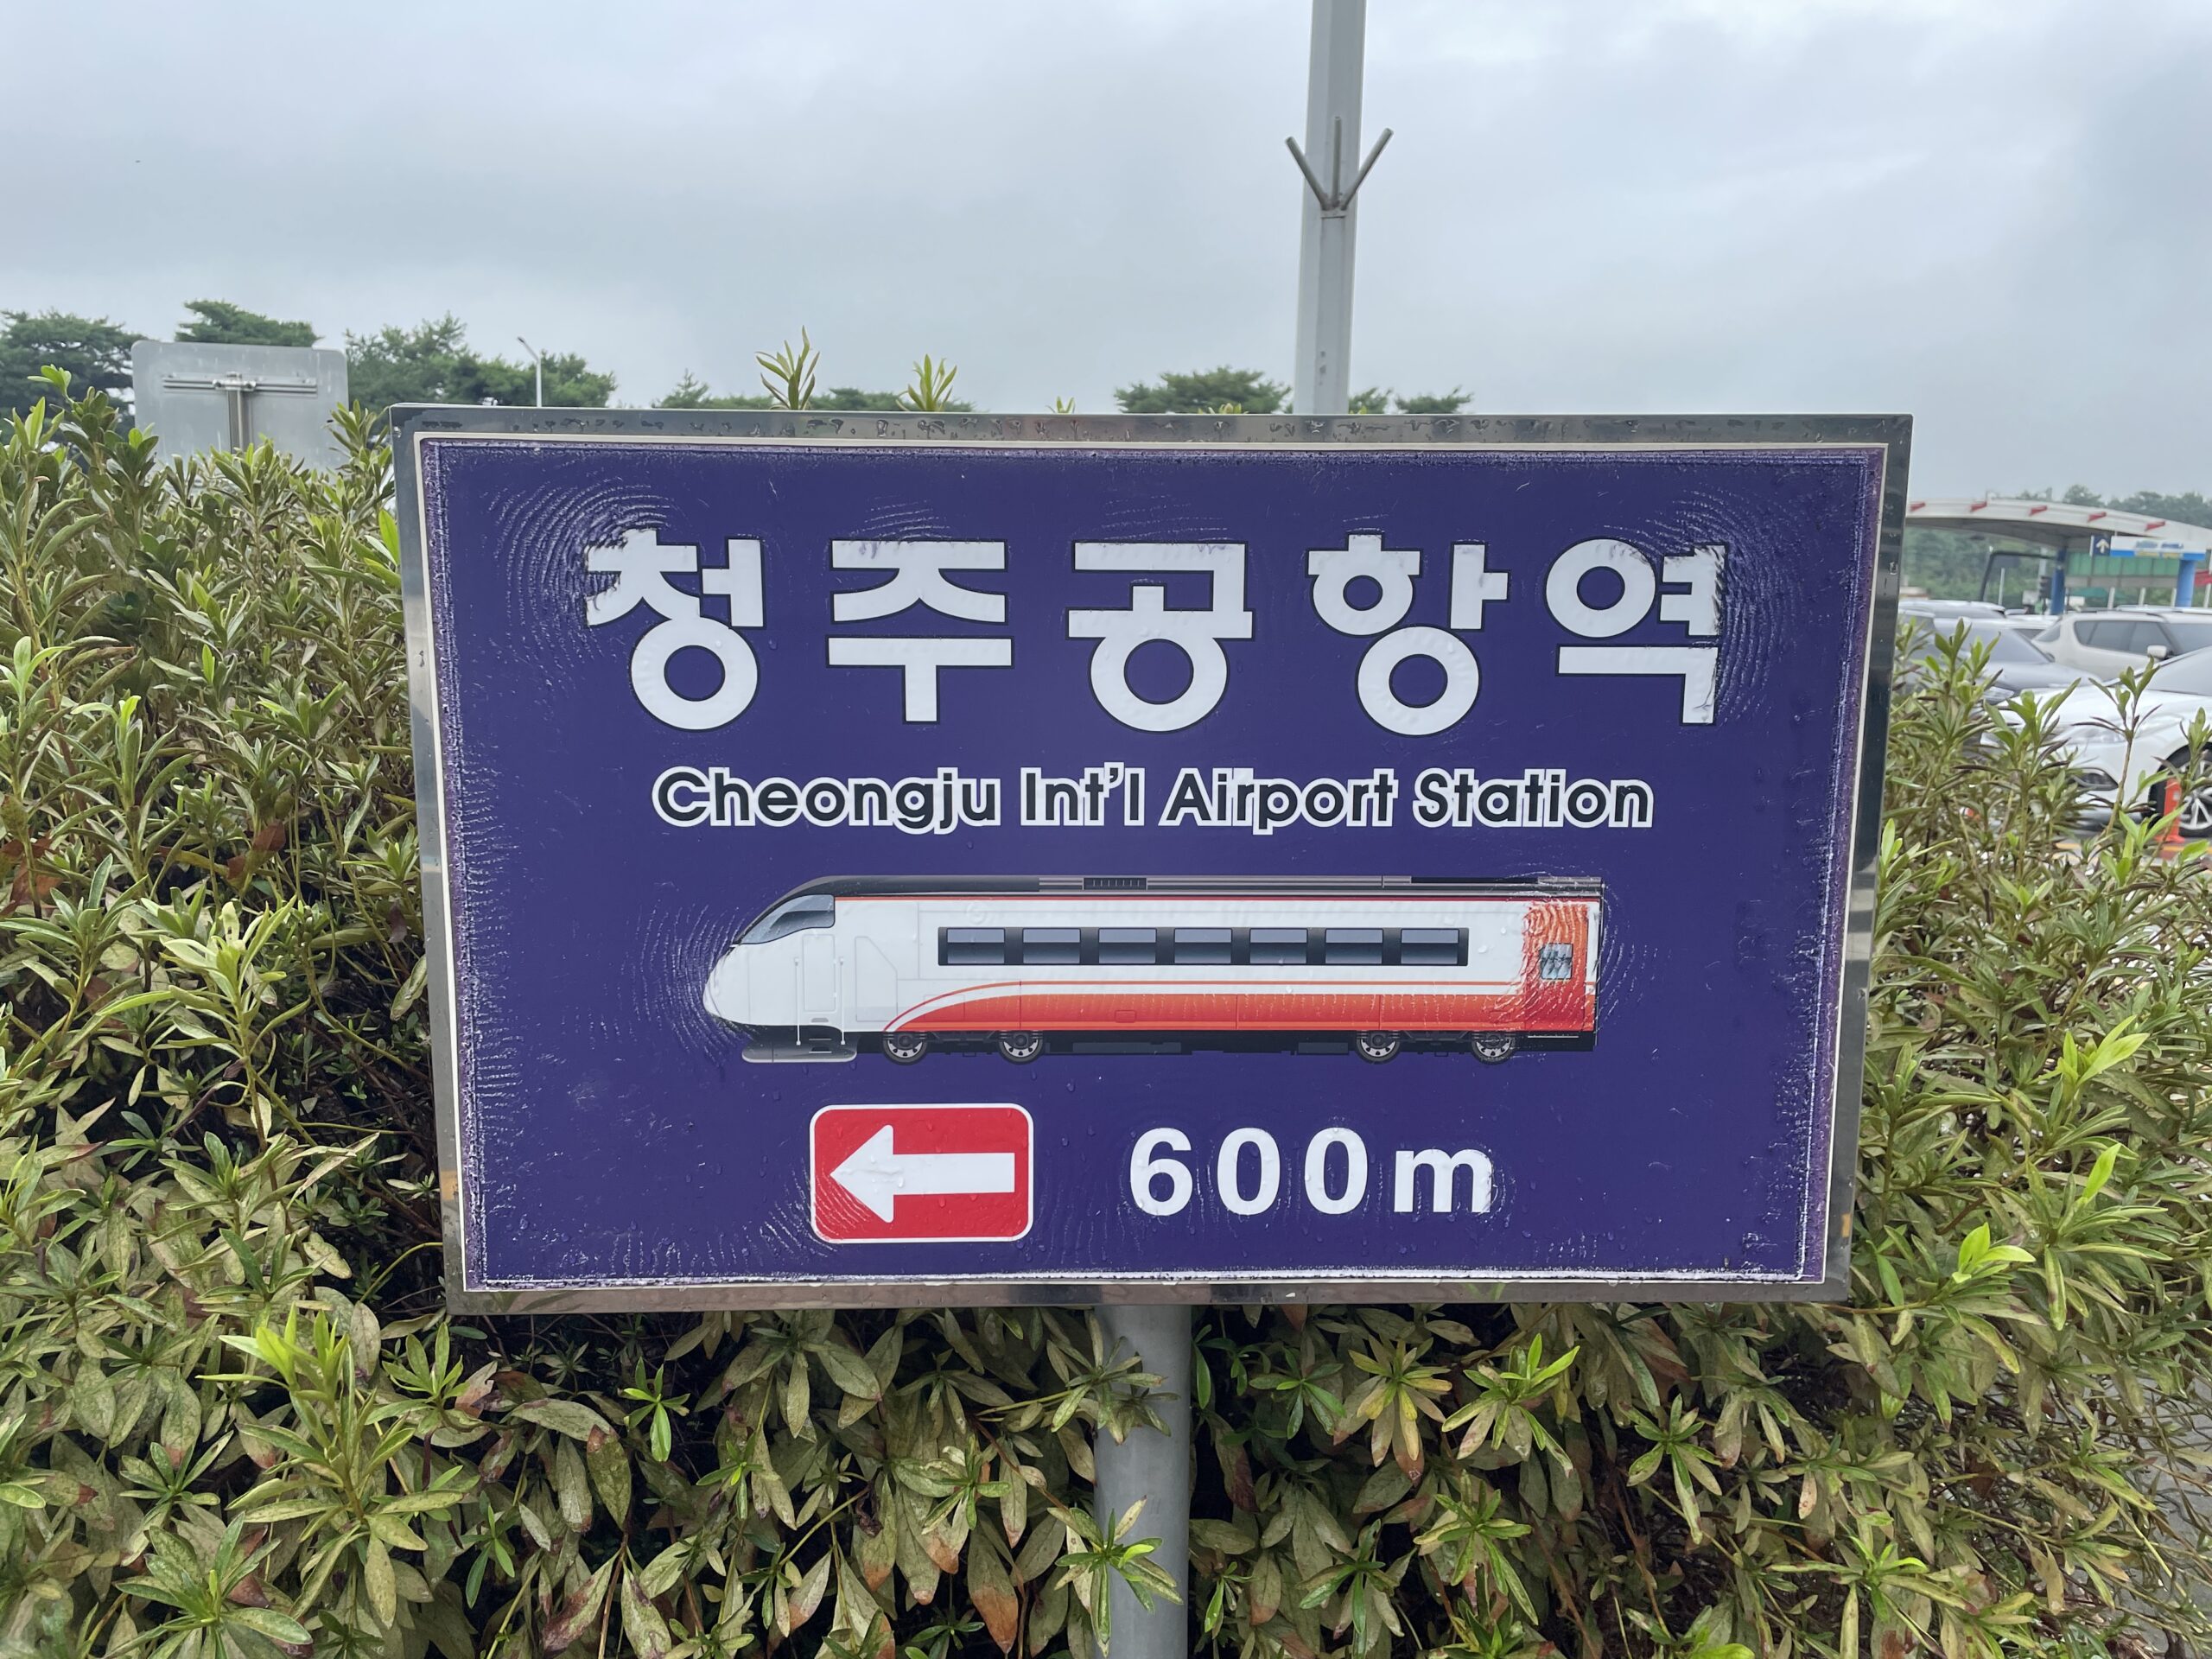 청주공항역
Cheongju Int'l Airport Station
600m